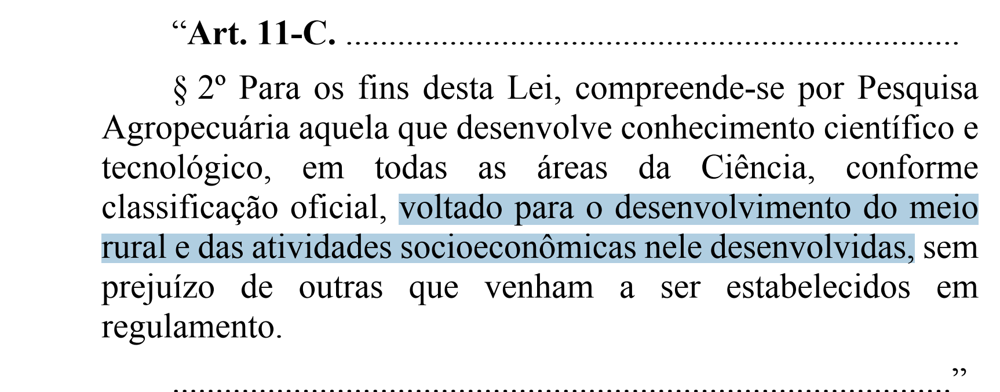 “Art. 11-C. .......................................................................
§ 2º Para os fins desta Lei, compreende-se por Pesquisa
Agropecuária aquela que desenvolve conhecimento científico e
tecnológico, em todas as áreas da Ciência, conforme
classificação oficial, voltado para o desenvolvimento do meio
rural e das atividades socioeconômicas nele desenvolvidas, sem
prejuízo de outras que venham a ser estabelecidos em
regulamento.
..........................................................................................”